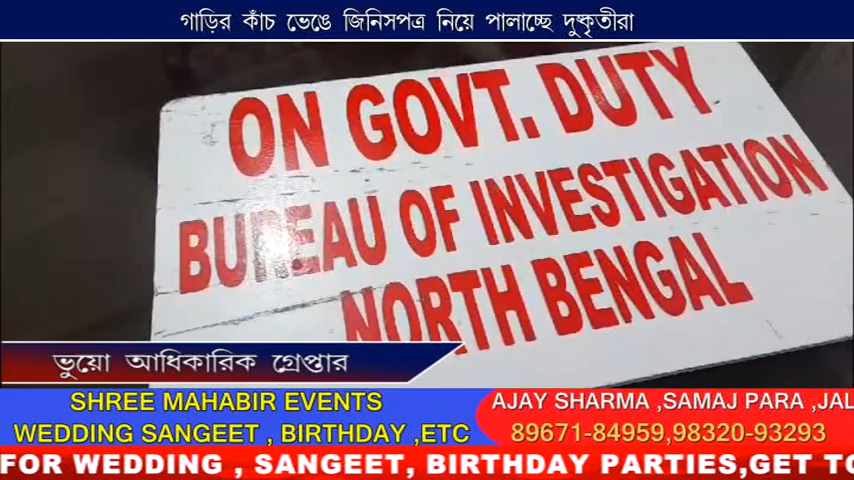 গাড়ির কাঁচ ভেঙে জিনিসপত্র নিয়ে পালাচ্ছে দুষ্কৃতীরা
ON GOVT. DUTY
BUREAU OF INVESTIGATION
NORTH BENGAL
ভুয়ো আধিকারিক গ্রেপ্তার
SHREE MAHABIR EVENTS
WEDDING SANGEET , BIRTHDAY ,ETC
AJAY SHARMA ,SAMAJ PARA ,JAL
89671-84959,98320-93293
FOR WEDDING , SANGEET, BIRTHDAY PARTIES,GET TO